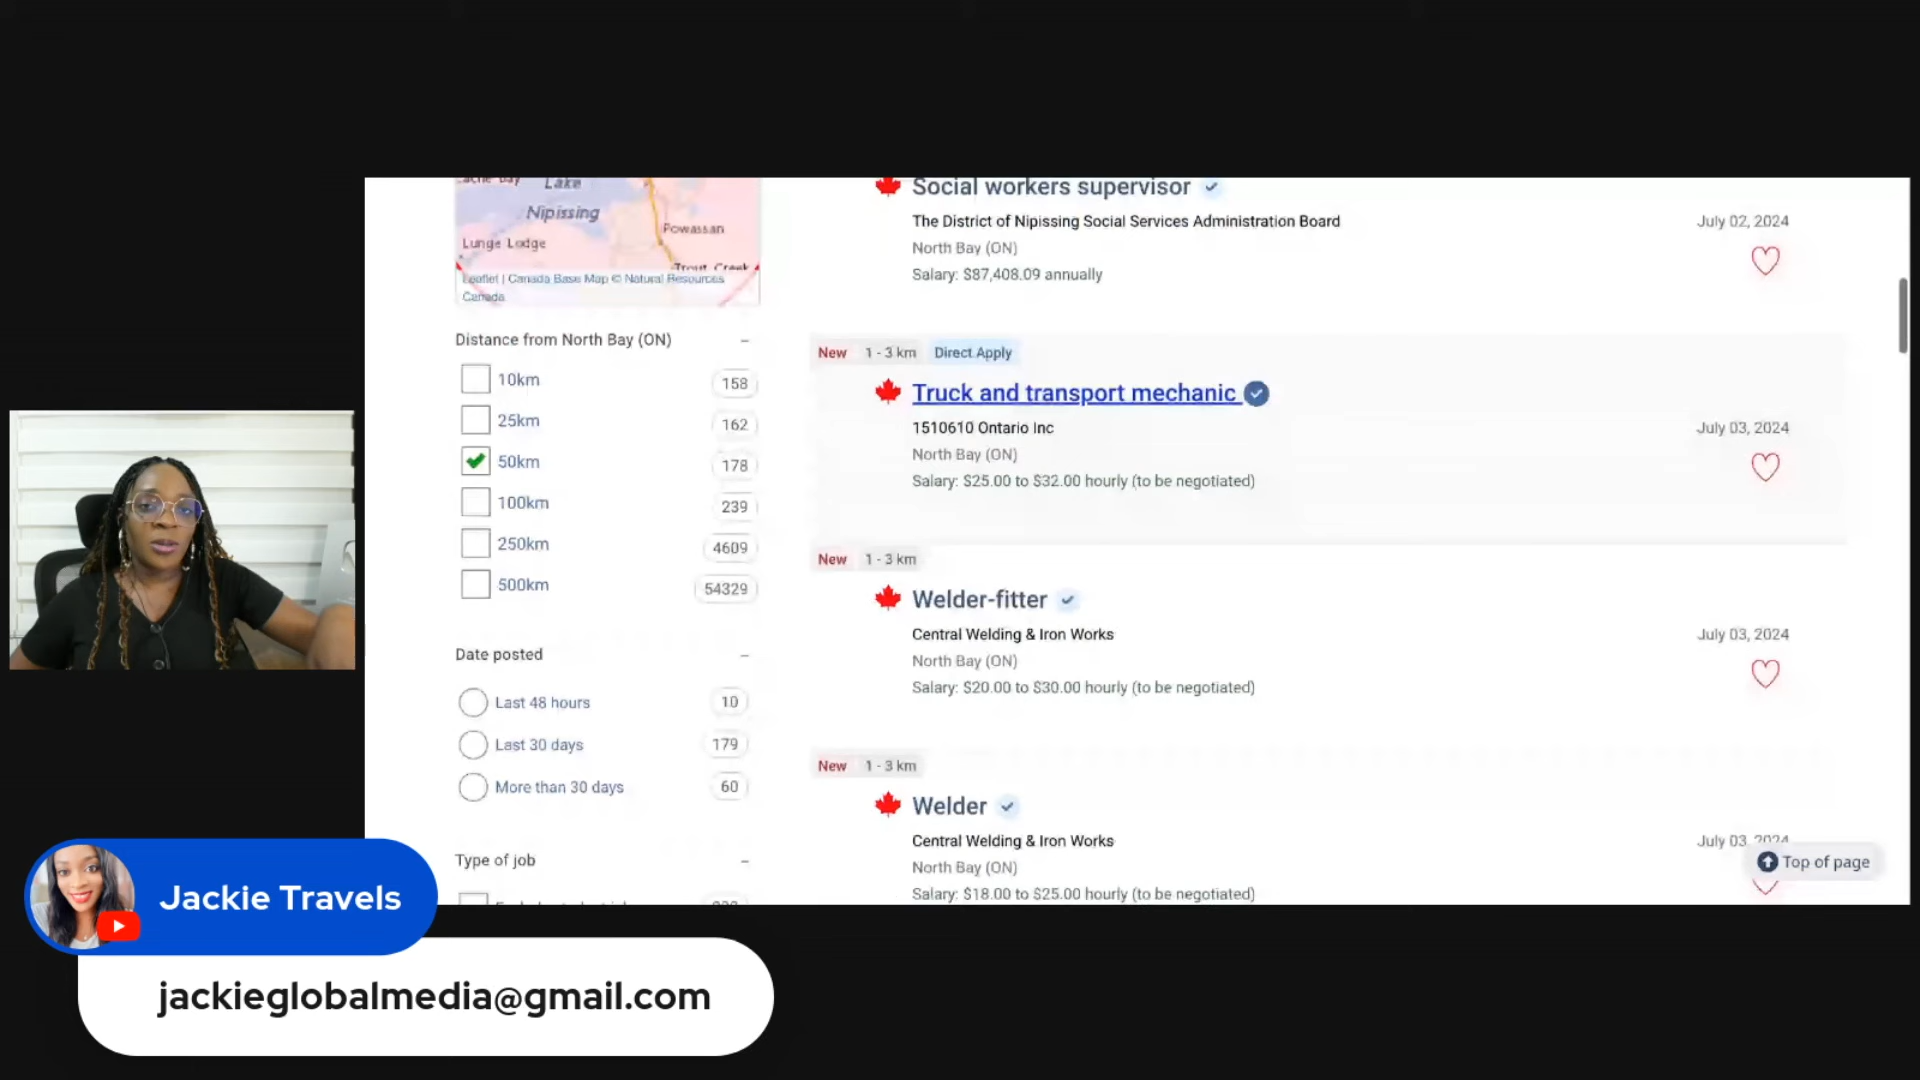 Lake
Nipissing
Powassan
Lunge Lodge
Trout Creek
Leaflet | Canada Base Map © Natural Resources
Canada
Distance from North Bay (ON) –
10km 158
25km 162
50km 178
100km 239
250km 4609
500km 54329
Date posted –
Last 48 hours 10
Last 30 days 179
More than 30 days 60
Type of job –
Social workers supervisor
The District of Nipissing Social Services Administration Board
July 02, 2024
North Bay (ON)
Salary: $87,408.09 annually
New 1 - 3 km Direct Apply
Truck and transport mechanic
1510610 Ontario Inc
July 03, 2024
North Bay (ON)
Salary: $25.00 to $32.00 hourly (to be negotiated)
New 1 - 3 km
Welder-fitter
Central Welding & Iron Works
July 03, 2024
North Bay (ON)
Salary: $20.00 to $30.00 hourly (to be negotiated)
New 1 - 3 km
Welder
Central Welding & Iron Works
July 03, 2024
North Bay (ON)
Salary: $18.00 to $25.00 hourly (to be negotiated)
Top of page
Jackie Travels
jackieglobalmedia@gmail.com